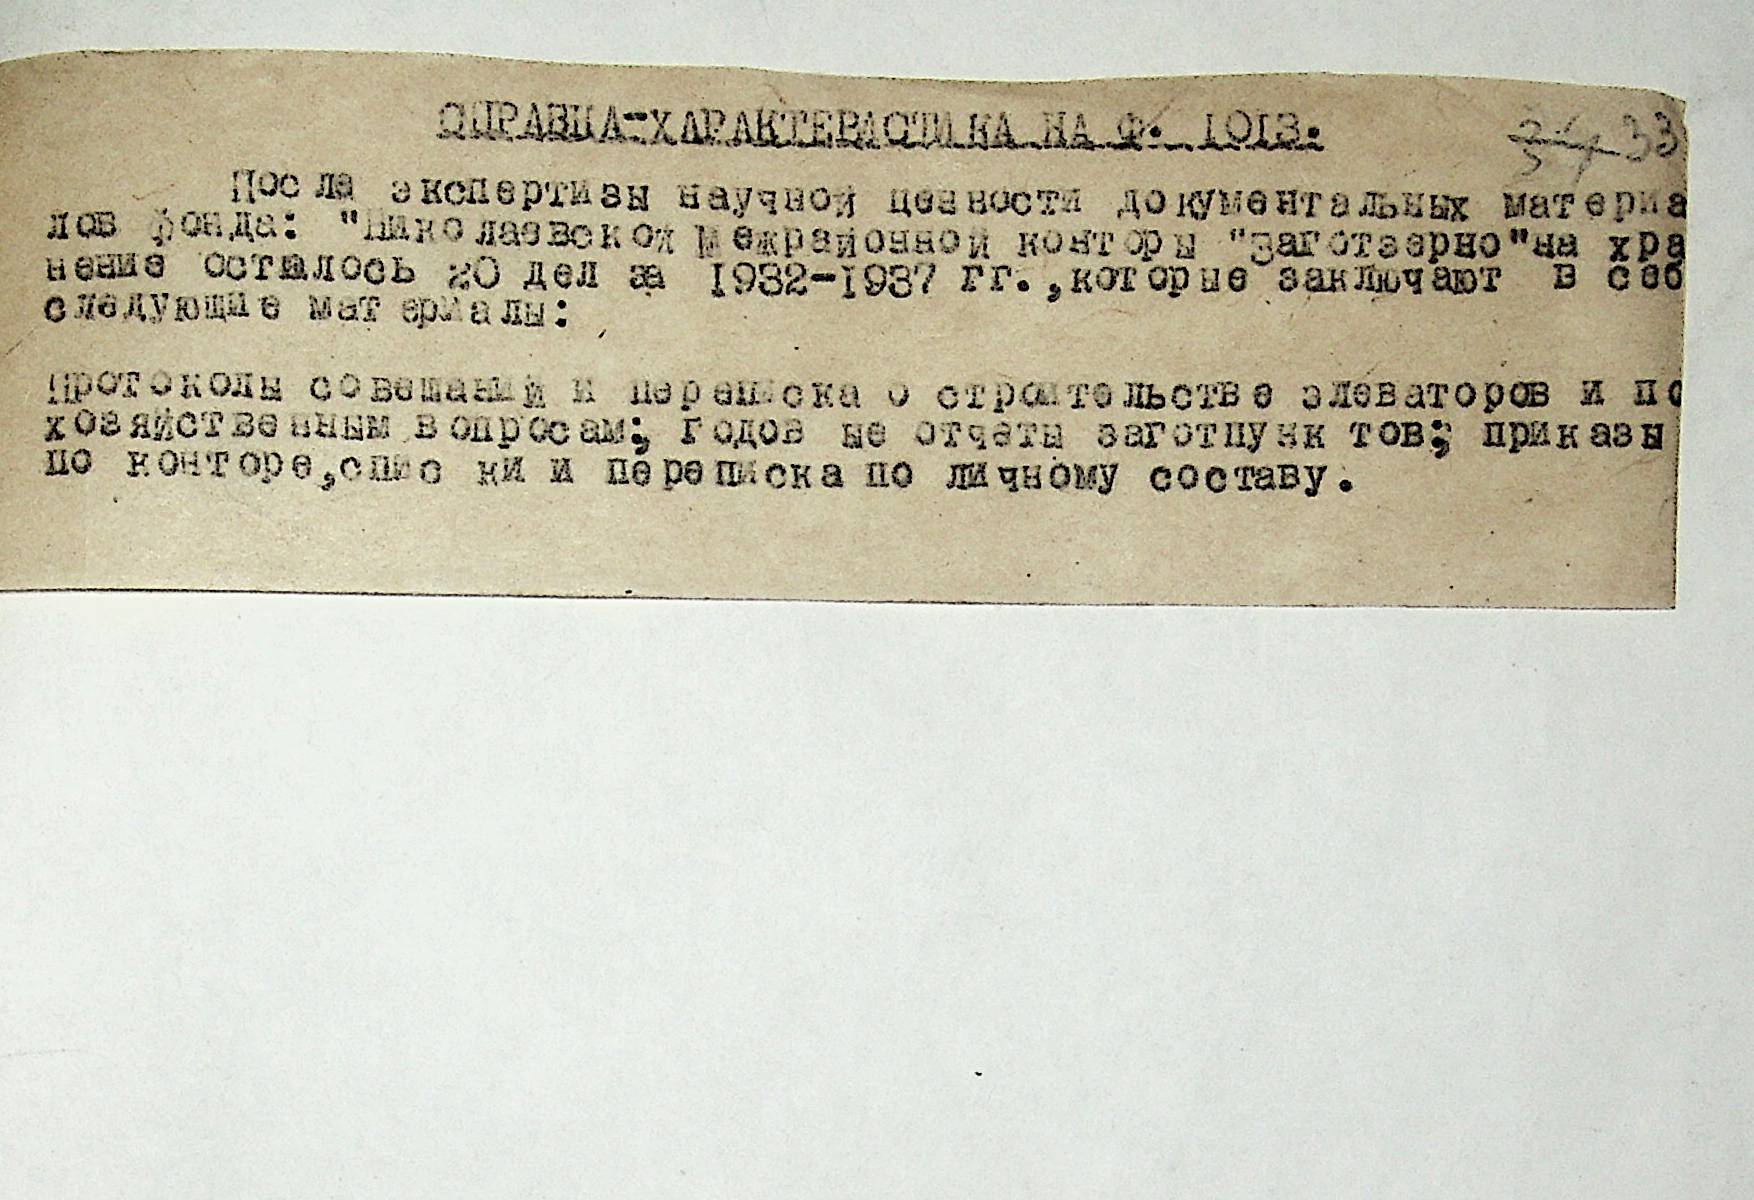 СПРАВКА-ХАРАКТЕРИСТИКА НА Ф. 1013.
33
После экспертизы научной ценности документальных материа
лов фонда: "Николаевской Межрайонной конторы "Заготзерно" на хра
нение осталось 20 дел за 1932-1937 гг., которые заключают в себ
следующие материалы:
Протоколы совещаний и переписка о строительстве элеваторов и по
хозяйственным вопросам; годовые отчеты заготпунктов; приказы
по конторе, списки и переписка по личному составу.